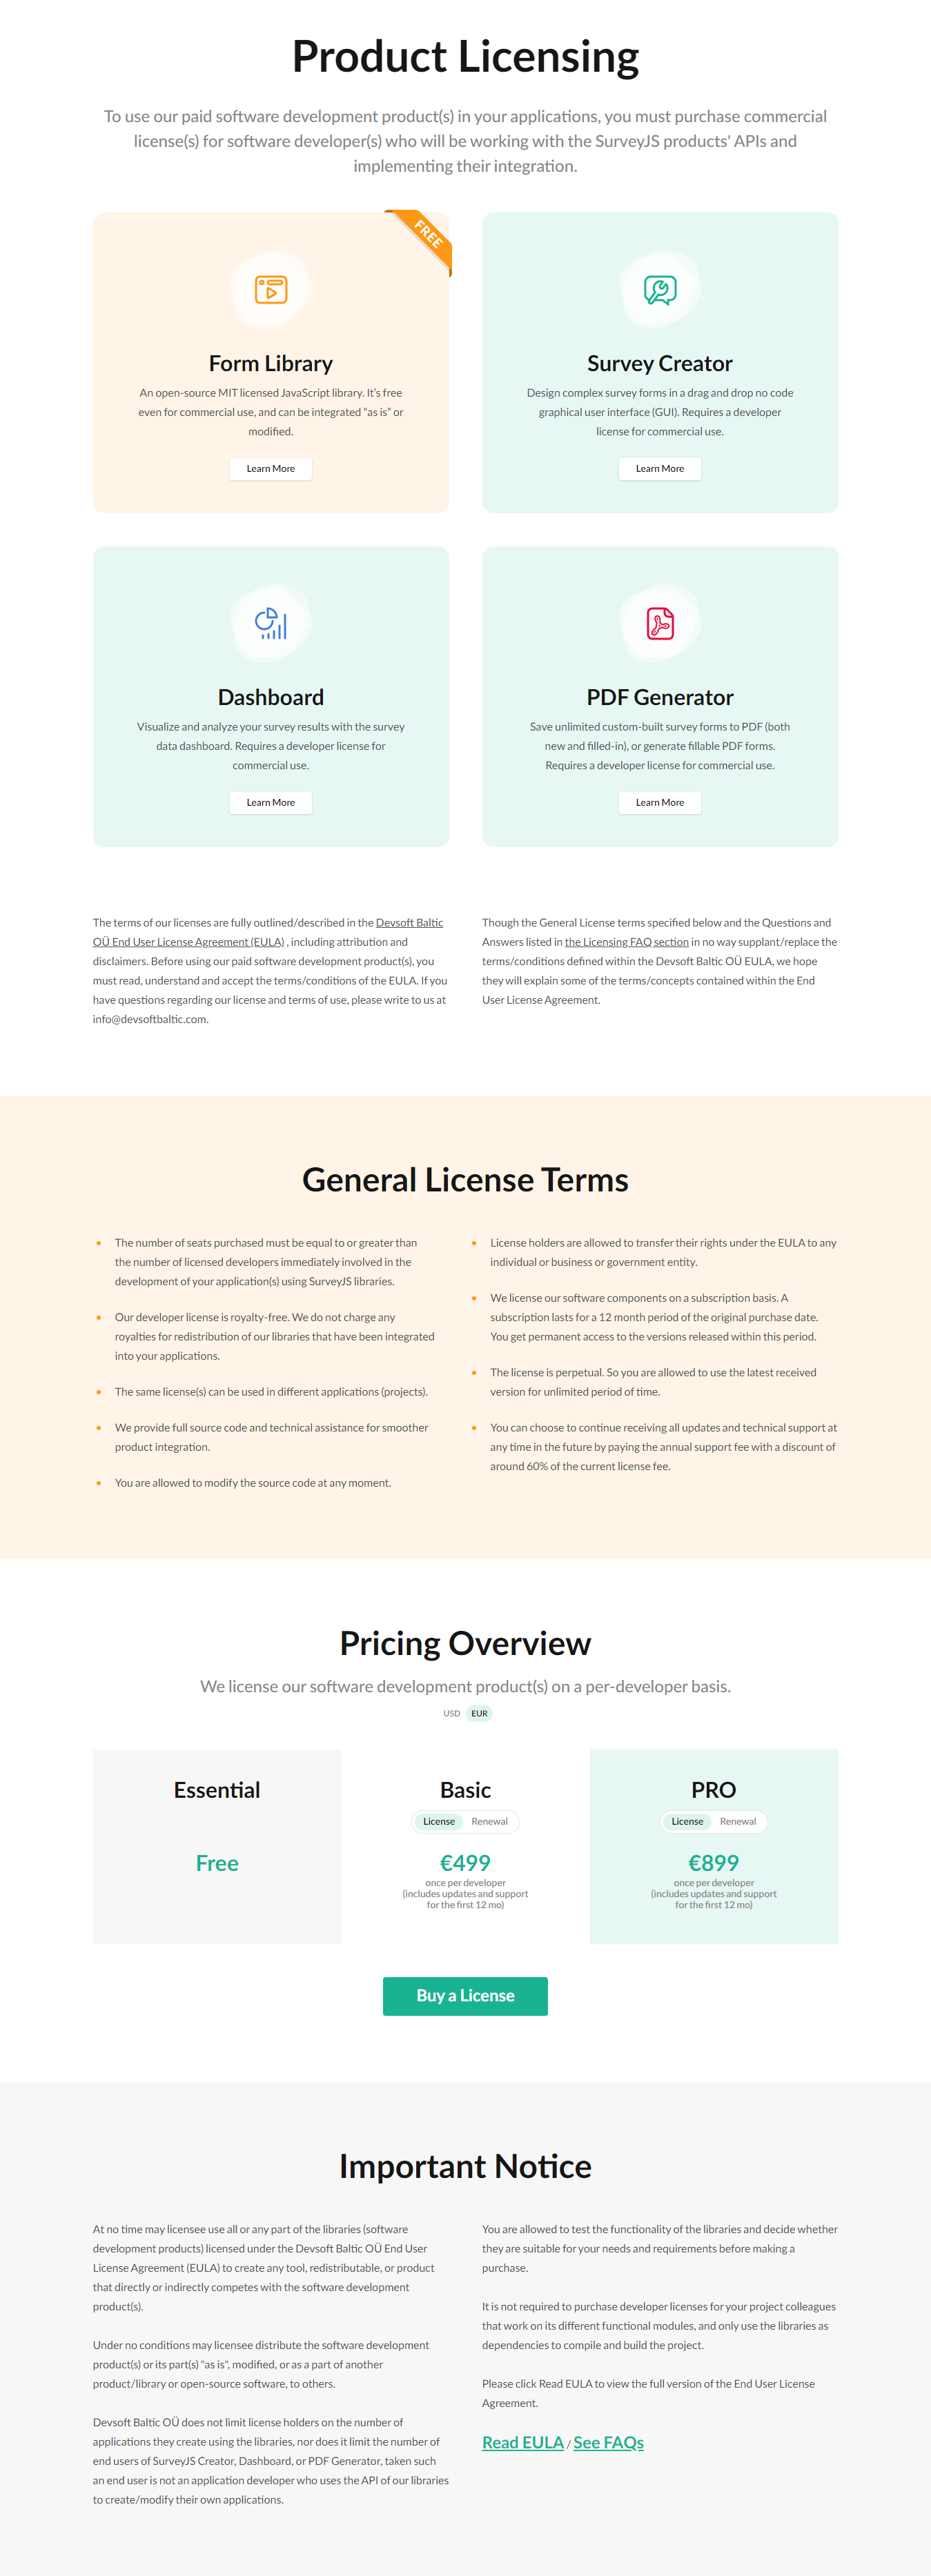 Product Licensing
To use our paid software development product(s) in your applications, you must purchase commercial
license(s) for software developer(s) who will be working with the SurveyJS products' APIs and
implementing their integration.
FREE
Form Library
An open-source MIT licensed JavaScript library. It's free
even for commercial use, and can be integrated “as is” or
modified.
Learn More
Survey Creator
Design complex survey forms in a drag and drop no code
graphical user interface (GUI). Requires a developer
license for commercial use.
Learn More
Dashboard
Visualize and analyze your survey results with the survey
data dashboard. Requires a developer license for
commercial use.
Learn More
PDF Generator
Save unlimited custom-built survey forms to PDF (both
new and filled-in), or generate fillable PDF forms.
Requires a developer license for commercial use.
Learn More
The terms of our licenses are fully outlined/described in the Devsoft Baltic
OÜ End User License Agreement (EULA) , including attribution and
disclaimers. Before using our paid software development product(s), you
must read, understand and accept the terms/conditions of the EULA. If you
have questions regarding our license and terms of use, please write to us at
info@devsoftbaltic.com.
Though the General License terms specified below and the Questions and
Answers listed in the Licensing FAQ section in no way supplant/replace the
terms/conditions defined within the Devsoft Baltic OÜ EULA, we hope
they will explain some of the terms/concepts contained within the End
User License Agreement.
General License Terms
The number of seats purchased must be equal to or greater than
the number of licensed developers immediately involved in the
development of your application(s) using SurveyJS libraries.
Our developer license is royalty-free. We do not charge any
royalties for redistribution of our libraries that have been integrated
into your applications.
The same license(s) can be used in different applications (projects).
We provide full source code and technical assistance for smoother
product integration.
You are allowed to modify the source code at any moment.
License holders are allowed to transfer their rights under the EULA to any
individual or business or government entity.
We license our software components on a subscription basis. A
subscription lasts for a 12 month period of the original purchase date.
You get permanent access to the versions released within this period.
The license is perpetual. So you are allowed to use the latest received
version for unlimited period of time.
You can choose to continue receiving all updates and technical support at
any time in the future by paying the annual support fee with a discount of
around 60% of the current license fee.
Pricing Overview
We license our software development product(s) on a per-developer basis.
USD EUR
Essential
Free
Basic
License Renewal
€499
once per developer
(includes updates and support
for the first 12 mo)
PRO
License Renewal
€899
once per developer
(includes updates and support
for the first 12 mo)
Buy a License
Important Notice
At no time may licensee use all or any part of the libraries (software
development products) licensed under the Devsoft Baltic OÜ End User
License Agreement (EULA) to create any tool, redistributable, or product
that directly or indirectly competes with the software development
product(s).
Under no conditions may licensee distribute the software development
product(s) or its part(s) “as is”, modified, or as a part of another
product/library or open-source software, to others.
Devsoft Baltic OÜ does not limit license holders on the number of
applications they create using the libraries, nor does it limit the number of
end users of SurveyJS Creator, Dashboard, or PDF Generator, taken such
an end user is not an application developer who uses the API of our libraries
to create/modify their own applications.
You are allowed to test the functionality of the libraries and decide whether
they are suitable for your needs and requirements before making a
purchase.
It is not required to purchase developer licenses for your project colleagues
that work on its different functional modules, and only use the libraries as
dependencies to compile and build the project.
Please click Read EULA to view the full version of the End User License
Agreement.
Read EULA / See FAQs